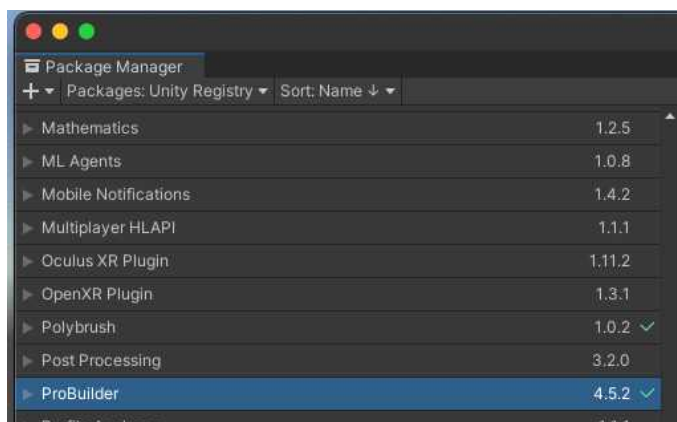 Package Manager
+ Packages: Unity Registry Sort: Name ↓
Mathematics 1.2.5
ML Agents 1.0.8
Mobile Notifications 1.4.2
Multiplayer HLAPI 1.1.1
Oculus XR Plugin 1.11.2
OpenXR Plugin 1.3.1
Polybrush 1.0.2 ✓
Post Processing 3.2.0
ProBuilder 4.5.2 ✓